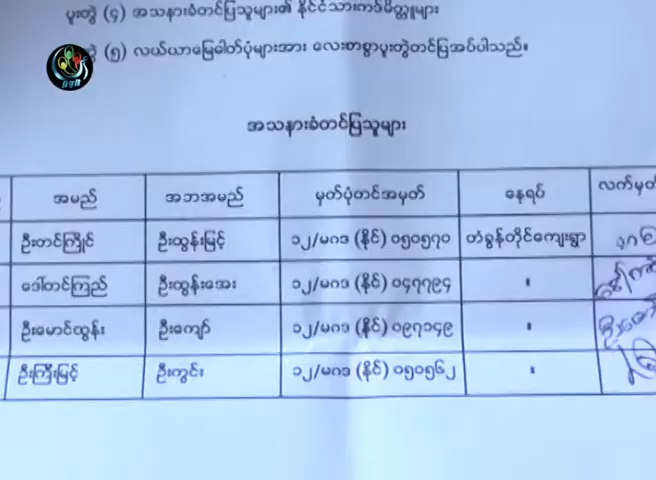 ပူးတွဲ (၄) အသနားခံတင်ပြသူများ၏ နိုင်ငံသားကဒ်မိတ္တူများ
(၅) လယ်ယာမြေဓါတ်ပုံများအား လေးစာစွာပူးတွဲတင်ပြအပ်ပါသည်။
အသနားခံတင်ပြသူများ
အမည် အဘအမည် မှတ်ပုံတင်အမှတ် နေရပ် လက်မှတ်
ဦးတင်ကြိုင် ဦးထွန်းမြင့် ၁၂/မဂဒ (နိုင်) ၀၅၀၅၇၀ တံခွန်တိုင်ကျေးရွာ
ဒေါ်တင်ကြည် ဦးထွန်းအေး ၁၂/မဂဒ (နိုင်) ၀၄၇၇၉၄ "
ဦးမောင်ထွန်း ဦးကျော် ၁၂/မဂဒ (နိုင်) ၀၉၇၁၄၉ "
ဦးကြီးမြင့် ဦးကွင်း ၁၂/မဂဒ (နိုင်) ၀၅၀၅၆၂ "